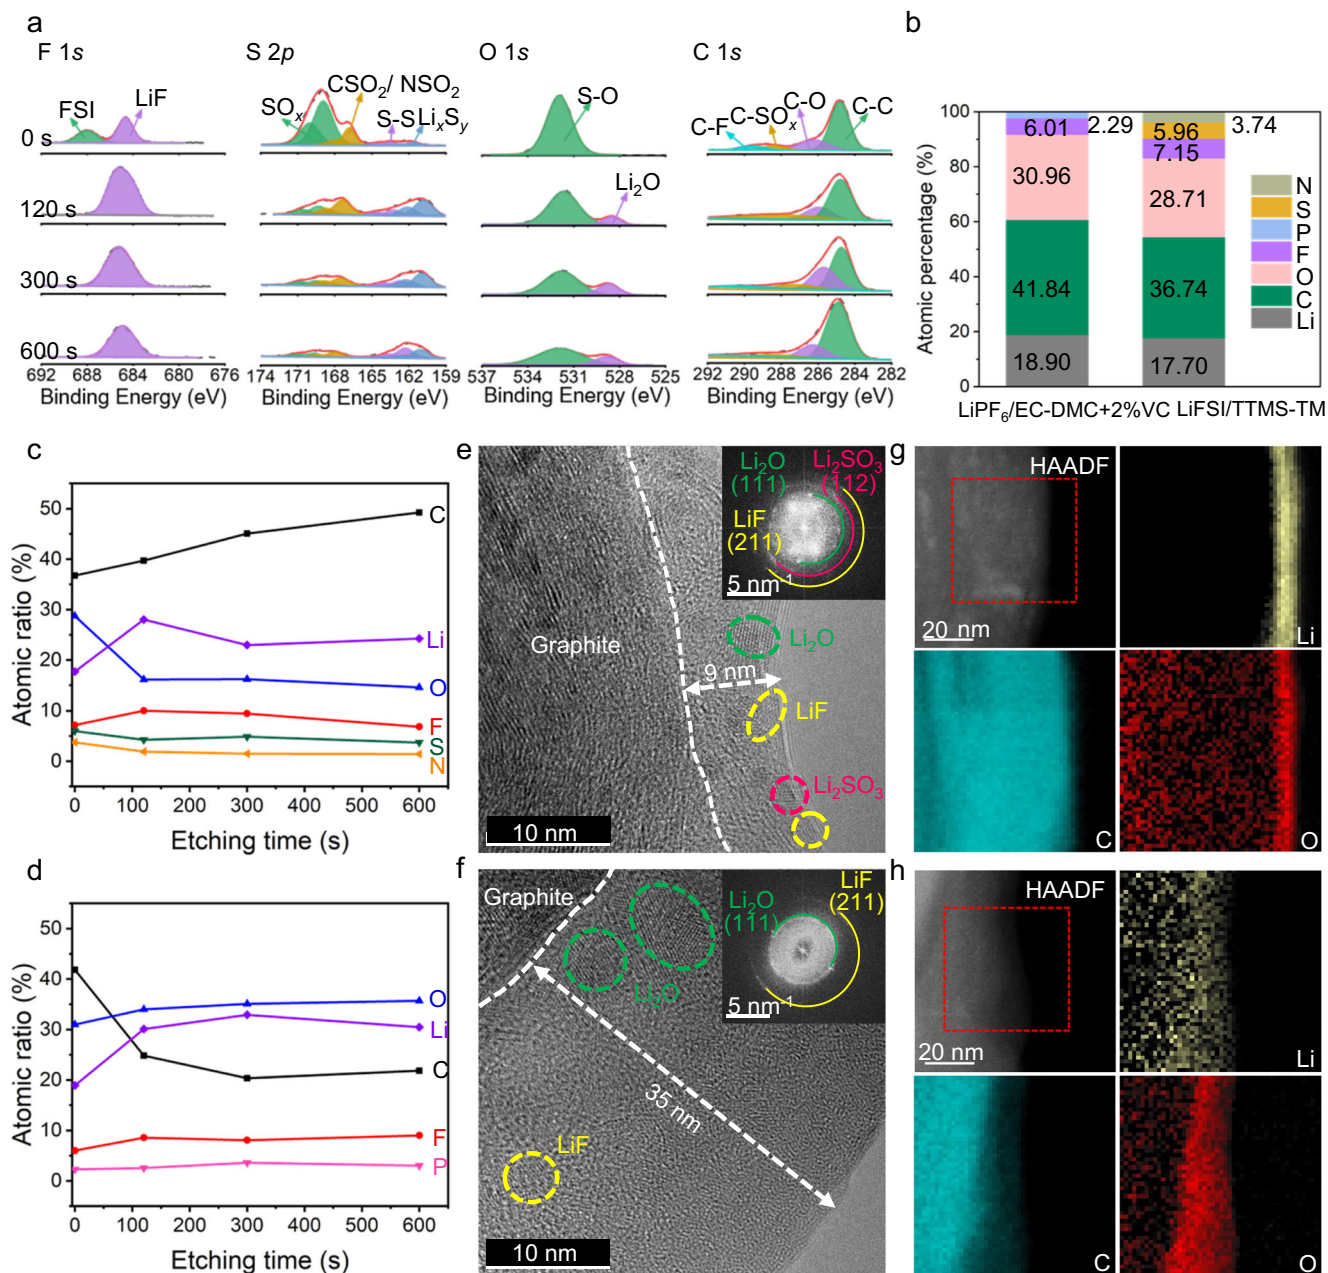 a
F 1s
S 2p
O 1s
C 1s
FSI
LiF
SOₓ
CSO₂/ NSO₂
S-S
LiₓSᵧ
S-O
C-F
C-SOₓ
C-O
C-C
0 s
120 s
Li₂O
300 s
600 s
692 688 684 680 676
174 171 168 165 162 159
537 534 531 528 525
292 290 288 286 284 282
Binding Energy (eV)
Binding Energy (eV)
Binding Energy (eV)
Binding Energy (eV)
b
Atomic percentage (%)
100
80
60
40
20
0
6.01
2.29
30.96
41.84
18.90
5.96
3.74
7.15
28.71
36.74
17.70
N
S
P
F
O
C
Li
LiPF₆/EC-DMC+2%VC LiFSI/TTMS-TM
c
Atomic ratio (%)
50
40
30
20
10
0
C
Li
O
F
S
N
0 100 200 300 400 500 600
Etching time (s)
d
Atomic ratio (%)
50
40
30
20
10
0
O
Li
C
F
P
0 100 200 300 400 500 600
Etching time (s)
e
Li₂O
(111)
Li₂SO₃
(112)
LiF
(211)
5 nm⁻¹
Graphite
Li₂O
9 nm
LiF
Li₂SO₃
10 nm
f
Graphite
Li₂O
(111)
LiF
(211)
5 nm⁻¹
Li₂O
35 nm
LiF
10 nm
g
HAADF
20 nm
Li
C
O
h
HAADF
20 nm
Li
C
O